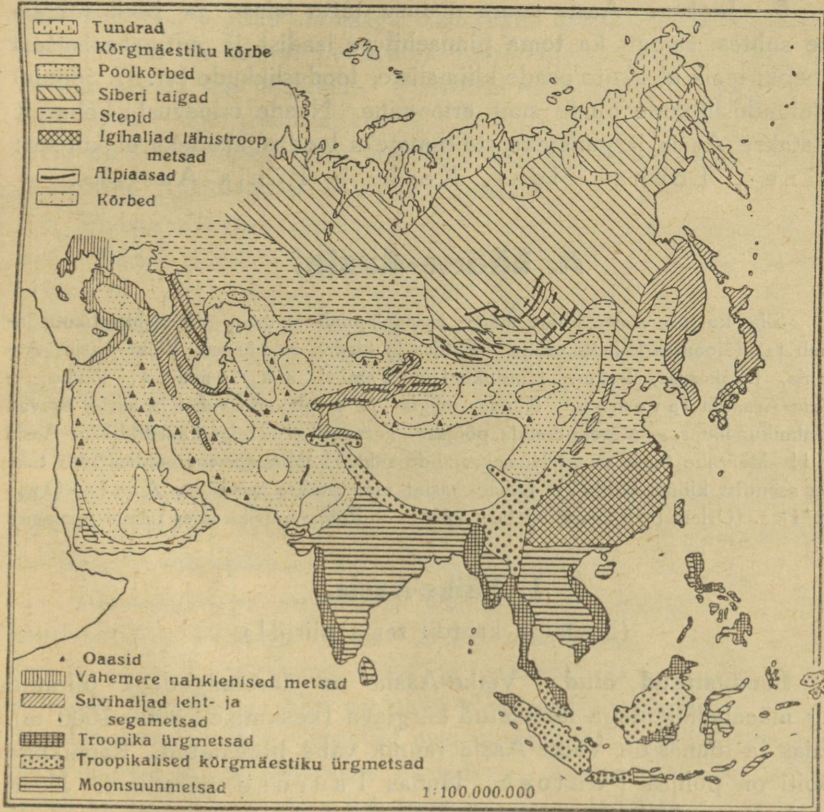 Tundrad
Kõrgmäestiku kõrbe
Poolkõrbed
Siberi taigad
Stepid
Igihaljad lähistroop.
metsad
Alpiaasad
Kõrbed
Oaasid
Vahemere nahklehised metsad
Suvihaljad leht- ja
segametsad
Troopika ürgmetsad
Troopikalised kõrgmäestiku ürgmetsad
Moonsuunmetsad
1:100.000.000